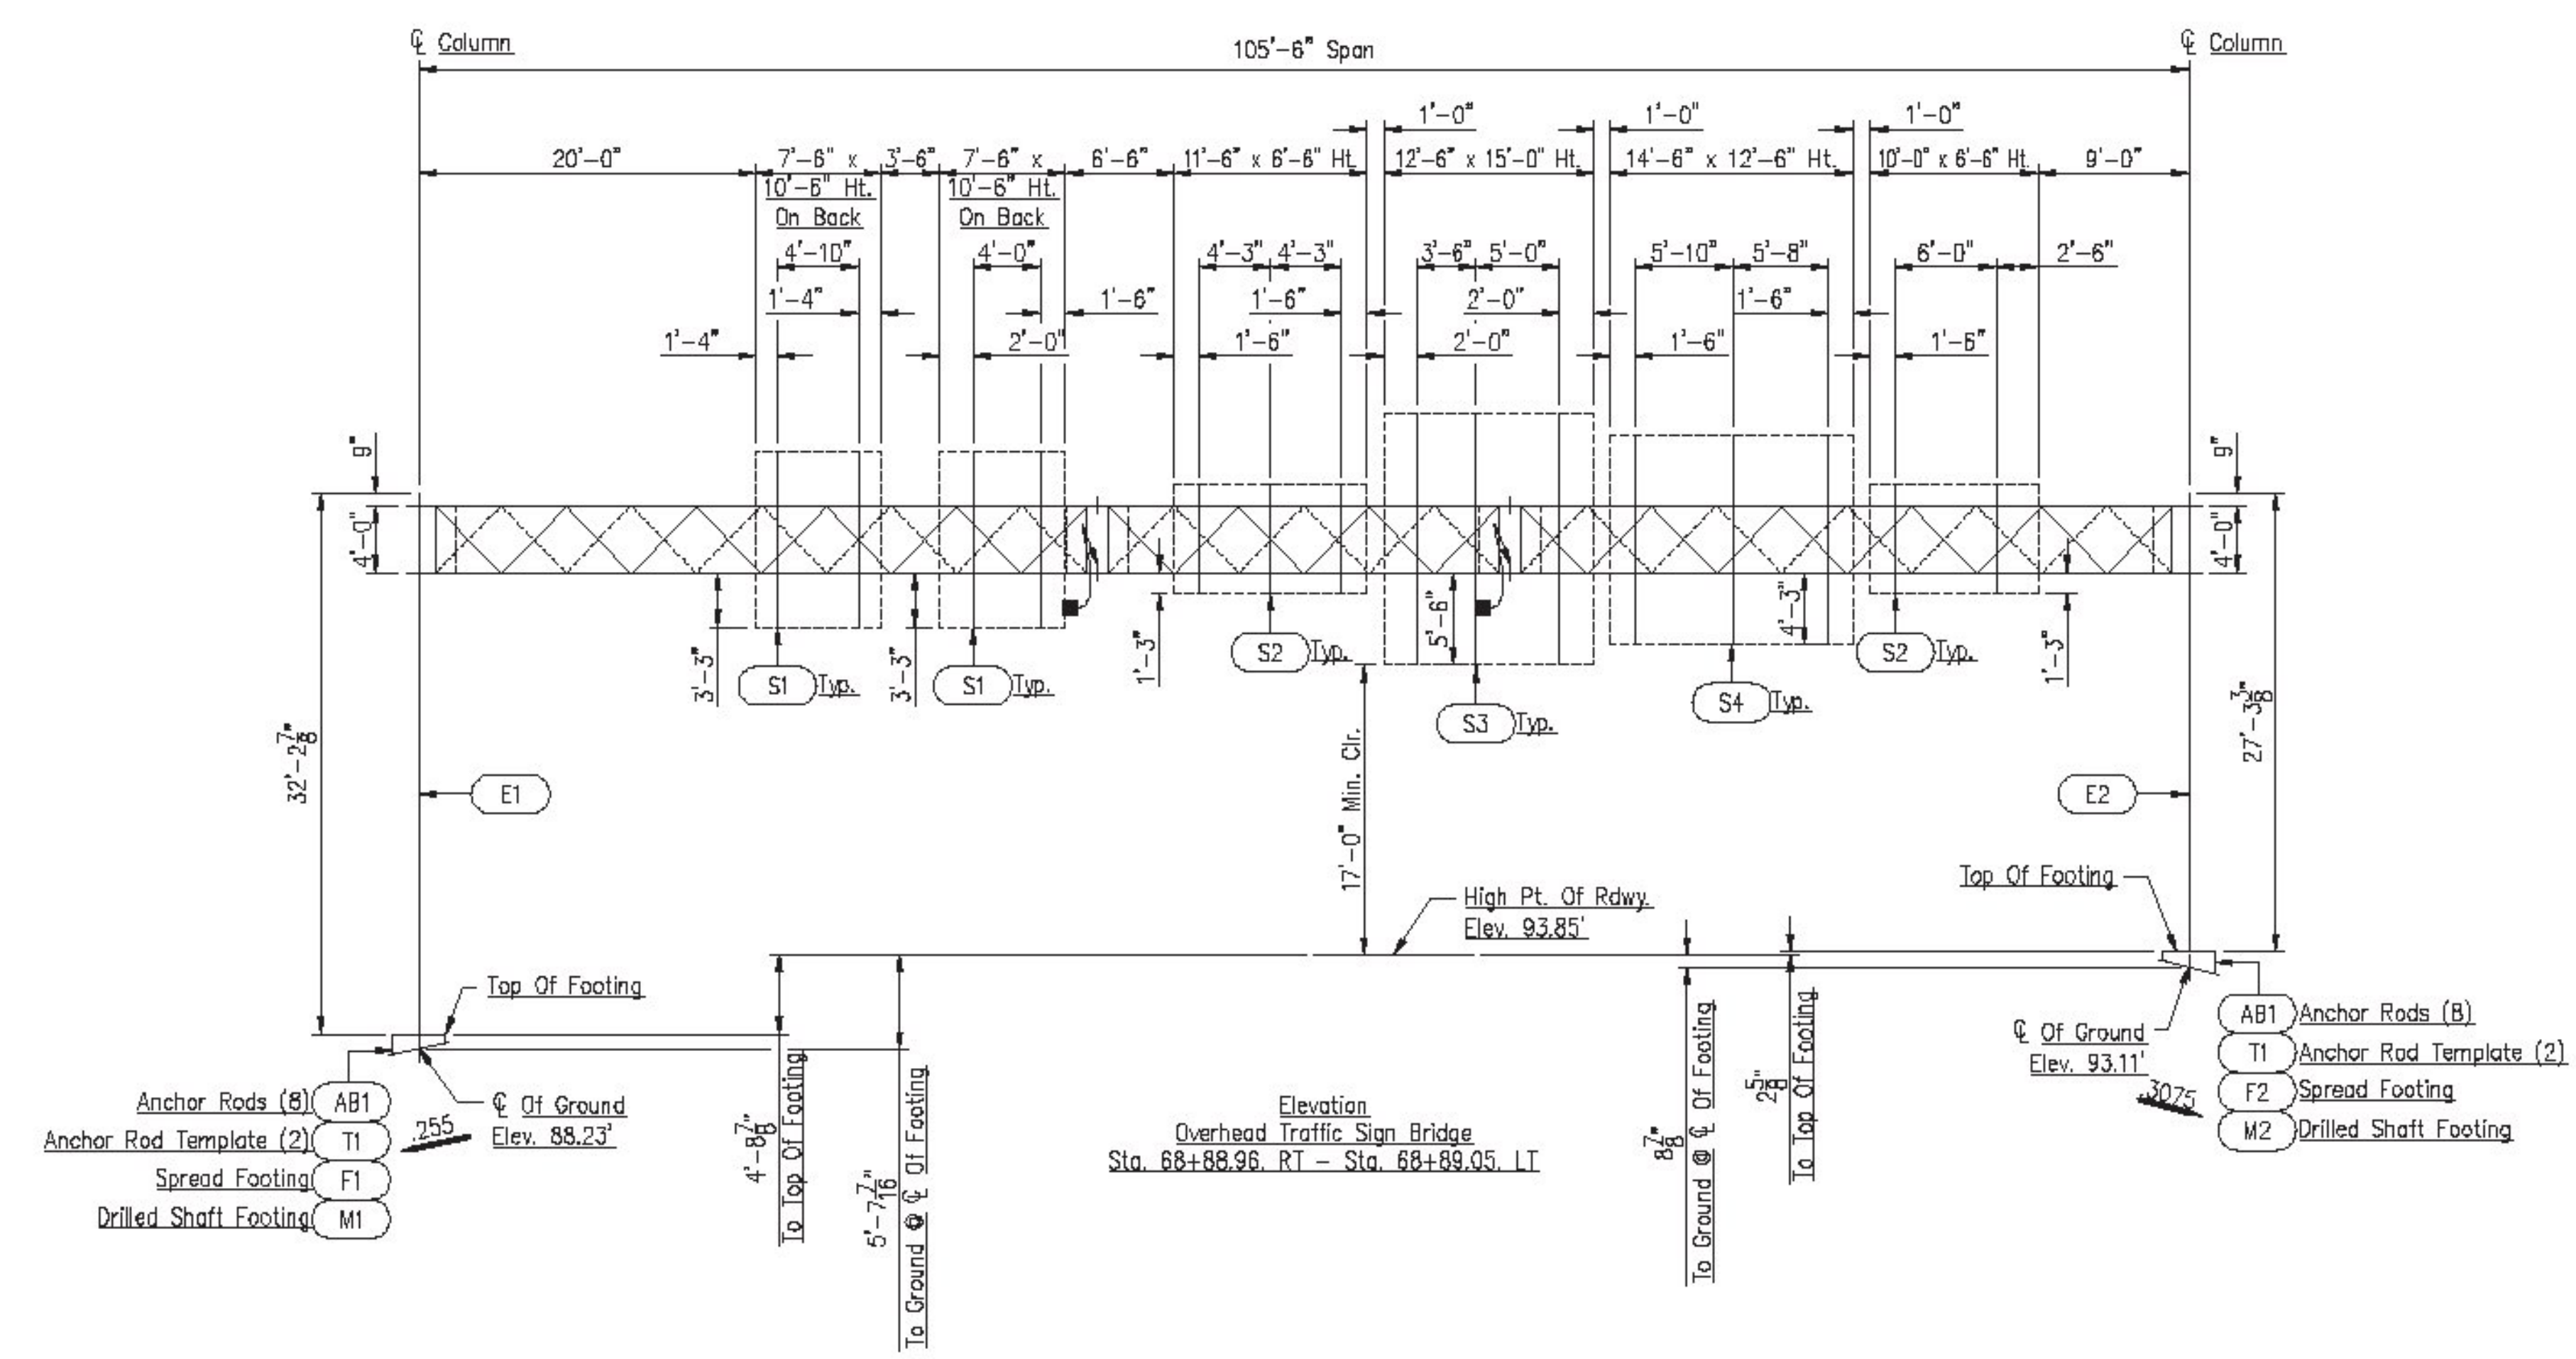 ℄ Column
105'-6" Span
℄ Column
1'-0"
1'-0"
1'-0"
20'-0"
7'-6" x
10'-6" Ht.
On Back
3'-6"
7'-6" x
10'-6" Ht.
On Back
6'-6"
11'-6" x 6'-6" Ht.
12'-6" x 15'-0" Ht.
14'-6" x 12'-6" Ht.
10'-0" x 6'-6" Ht.
9'-0"
4'-10"
4'-0"
4'-3"
4'-3"
3'-6"
5'-0"
5'-10"
5'-8"
6'-0"
2'-6"
1'-4"
1'-6"
1'-6"
2'-0"
1'-6"
1'-4"
2'-0"
1'-6"
2'-0"
1'-6"
1'-6"
9"
9"
4'-0"
4'-0"
3'-3"
S1 Typ.
3'-3"
S1 Typ.
1'-3"
S2 Typ.
5'-6"
S3 Typ.
4'-3"
S4 Typ.
S2 Typ.
1'-3"
32'-2 7/8"
E1
17'-0" Min. Clr.
E2
27'-3 3/8"
High Pt. Of Rdwy.
Elev. 93.85'
Top Of Footing
Top Of Footing
℄ Of Ground
Elev. 88.23'
Anchor Rods (8) AB1
Anchor Rod Template (2) T1
.255
Spread Footing F1
Drilled Shaft Footing M1
4'-8 7/8"
To Top Of Footing
5'-7 7/16"
To Ground @ ℄ Of Footing
Elevation
Overhead Traffic Sign Bridge
Sta. 68+88.96, RT - Sta. 68+89.05, LT
8 7/8"
To Ground @ ℄ Of Footing
2 5/8"
To Top Of Footing
℄ Of Ground
Elev. 93.11'
.3075
AB1 Anchor Rods (8)
T1 Anchor Rod Template (2)
F2 Spread Footing
M2 Drilled Shaft Footing